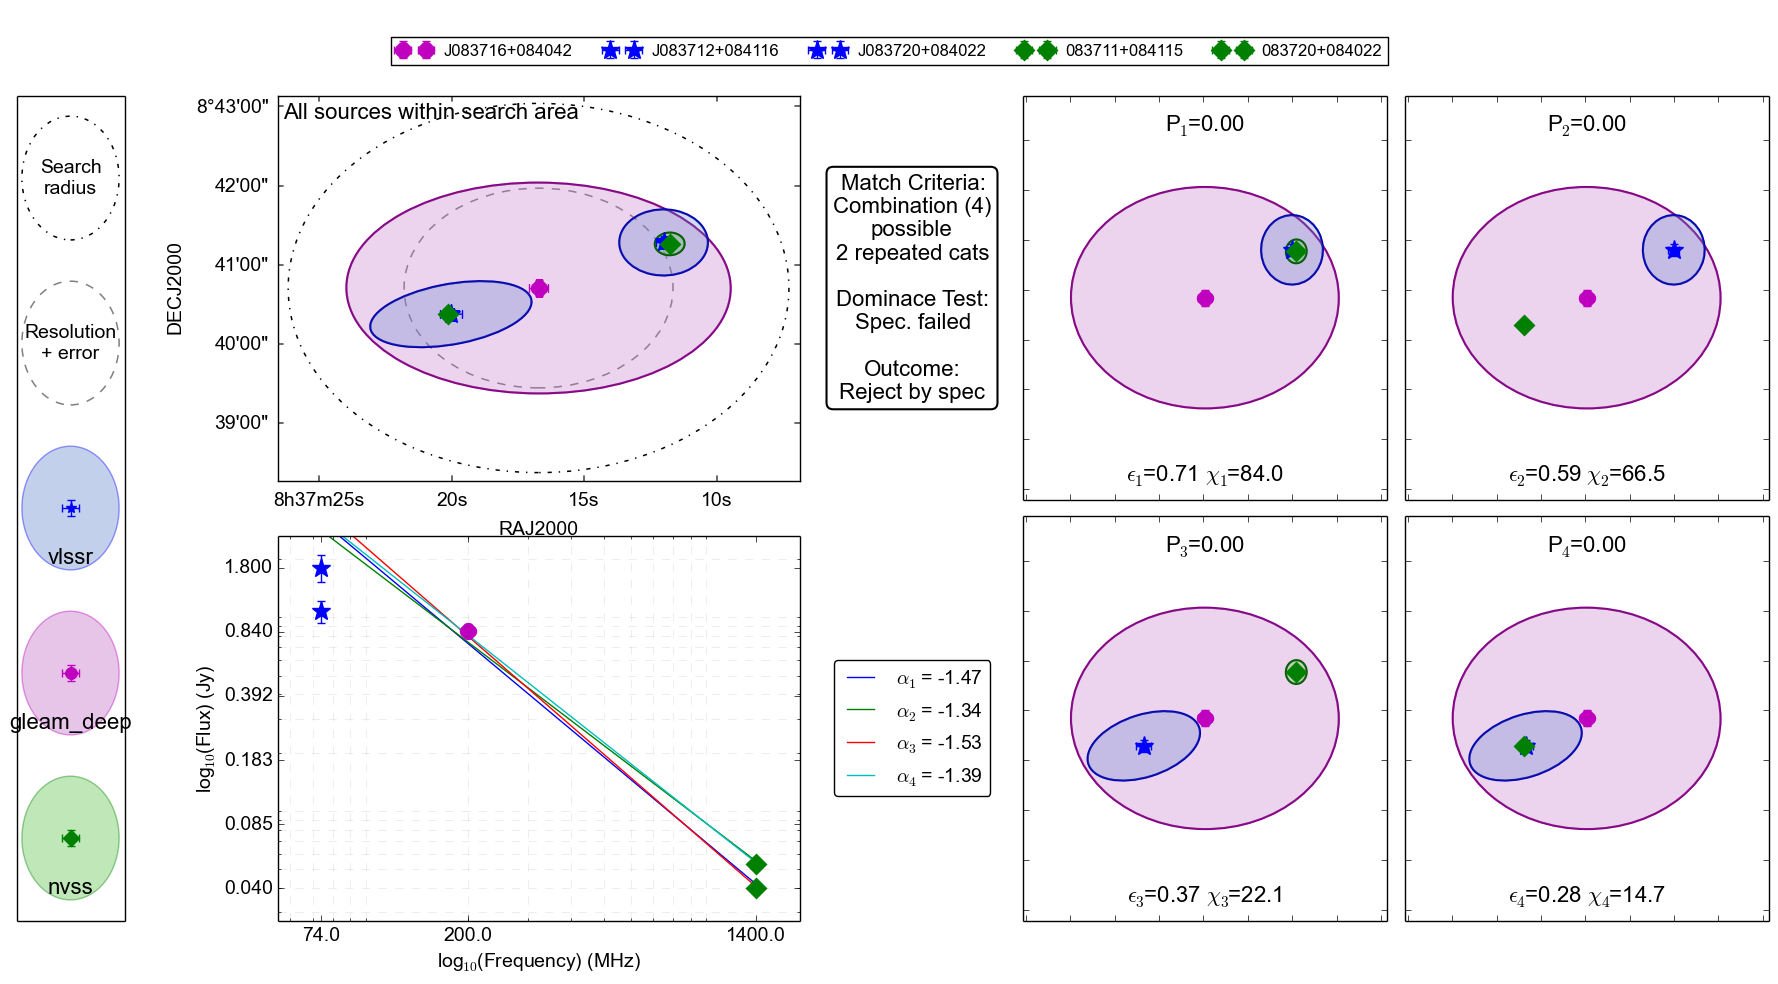 J083716+084042 J083712+084116 J083720+084022 083711+084115 083720+084022
Search
radius
Resolution
+ error
vlssr
gleam_deep
nvss
All sources within search area
8°43'00"
42'00"
41'00"
40'00"
39'00"
DECJ2000
8h37m25s 20s 15s 10s
RAJ2000
Match Criteria:
Combination (4)
possible
2 repeated cats
Dominace Test:
Spec. failed
Outcome:
Reject by spec
1.800
0.840
0.392
0.183
0.085
0.040
log10(Flux) (Jy)
74.0 200.0 1400.0
log10(Frequency) (MHz)
α1 = -1.47
α2 = -1.34
α3 = -1.53
α4 = -1.39
P1=0.00
ϵ1=0.71 χ1=84.0
P2=0.00
ϵ2=0.59 χ2=66.5
P3=0.00
ϵ3=0.37 χ3=22.1
P4=0.00
ϵ4=0.28 χ4=14.7